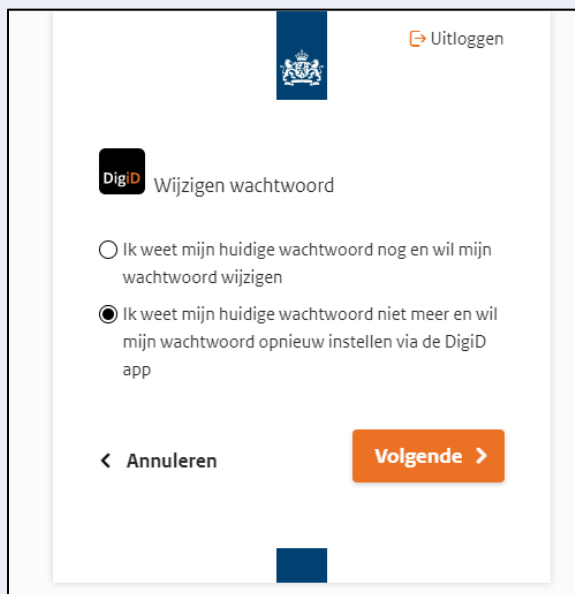 Uitloggen
DigiD
Wijzigen wachtwoord
Ik weet mijn huidige wachtwoord nog en wil mijn
wachtwoord wijzigen
Ik weet mijn huidige wachtwoord niet meer en wil
mijn wachtwoord opnieuw instellen via de DigiD
app
Annuleren
Volgende